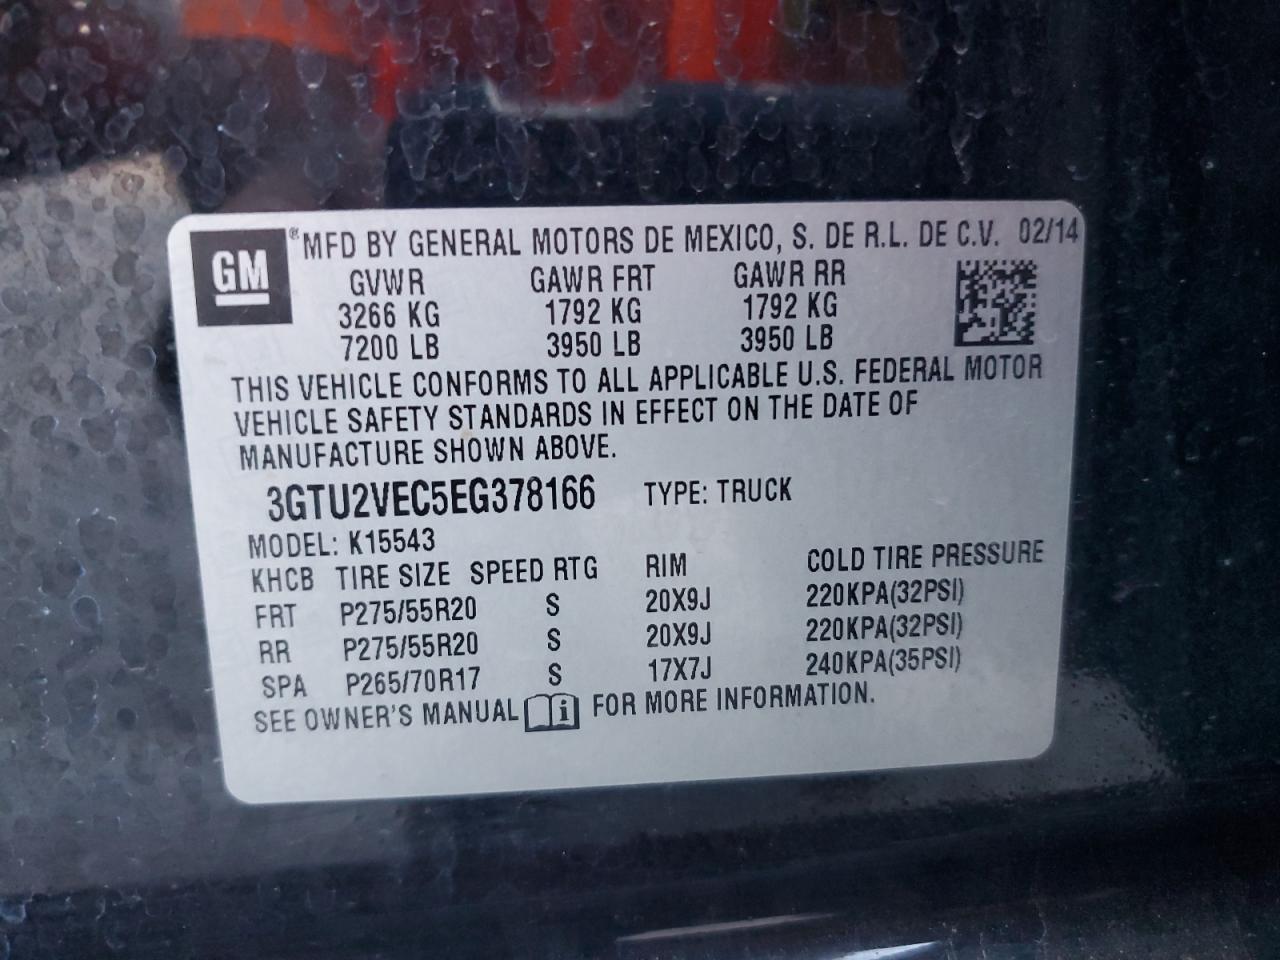 GM ® MFD BY GENERAL MOTORS DE MEXICO, S. DE R.L. DE C.V. 02/14
GVWR GAWR FRT GAWR RR
3266 KG 1792 KG 1792 KG
7200 LB 3950 LB 3950 LB
THIS VEHICLE CONFORMS TO ALL APPLICABLE U.S. FEDERAL MOTOR
VEHICLE SAFETY STANDARDS IN EFFECT ON THE DATE OF
MANUFACTURE SHOWN ABOVE.
3GTU2VEC5EG378166 TYPE: TRUCK
MODEL: K15543
KHCB TIRE SIZE SPEED RTG RIM COLD TIRE PRESSURE
FRT P275/55R20 S 20X9J 220KPA(32PSI)
RR P275/55R20 S 20X9J 220KPA(32PSI)
SPA P265/70R17 S 17X7J 240KPA(35PSI)
SEE OWNER'S MANUAL i FOR MORE INFORMATION.